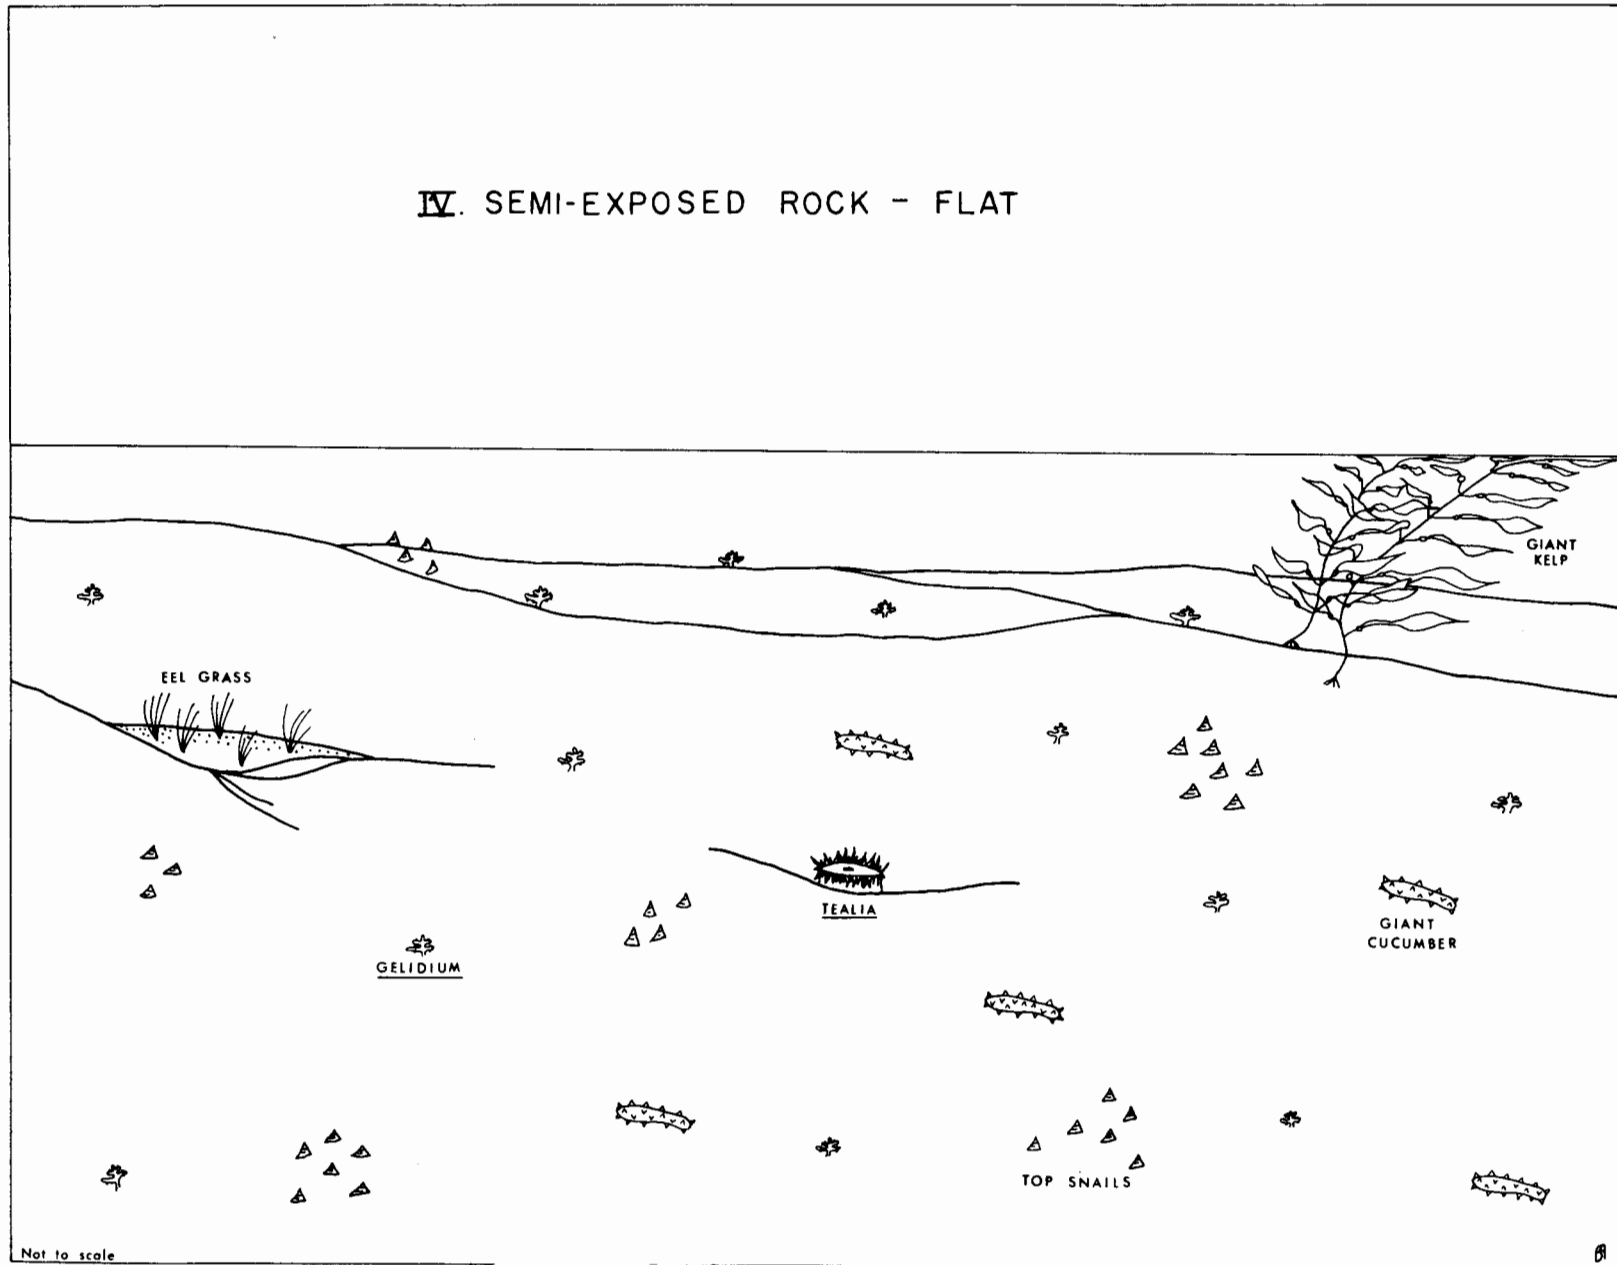 IV. SEMI-EXPOSED ROCK - FLAT
GIANT
KELP
EEL GRASS
TEALIA
GIANT
CUCUMBER
GELIDIUM
TOP SNAILS
Not to scale